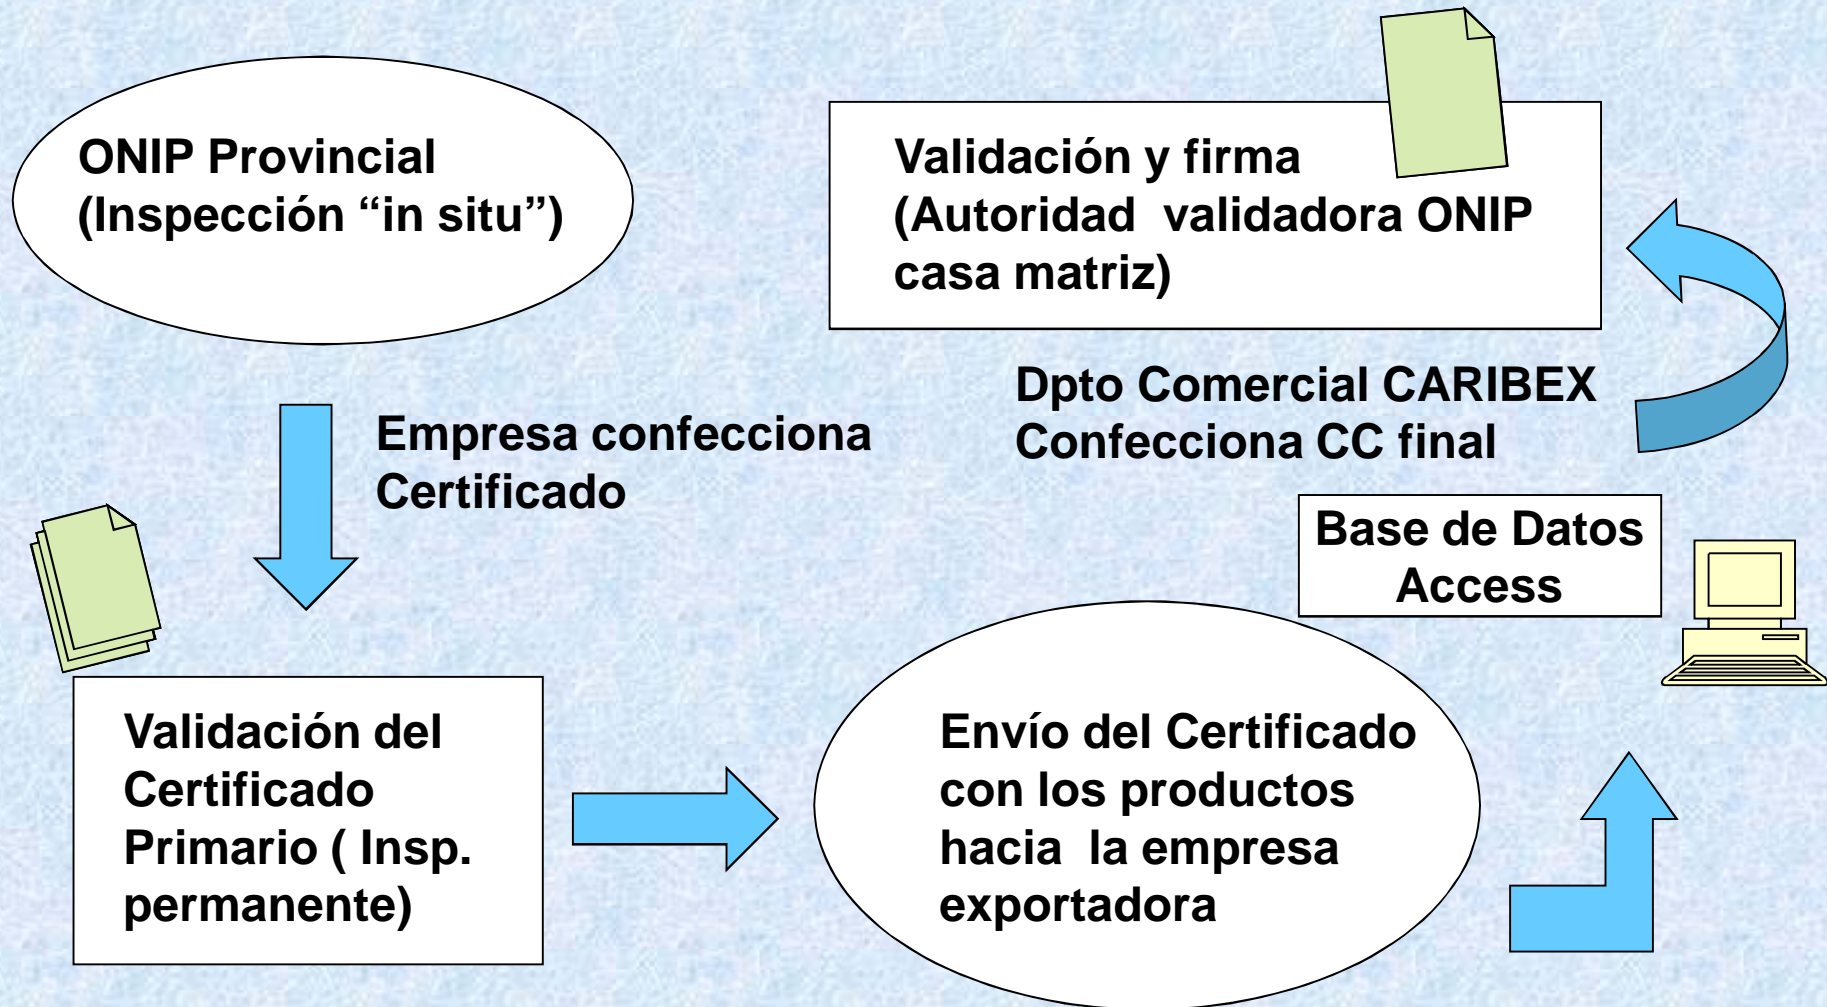 ONIP Provincial
(Inspección “in situ”)
Empresa confecciona
Certificado
Validación del
Certificado
Primario ( Insp.
permanente)
Envío del Certificado
con los productos
hacia  la empresa
exportadora
Base de Datos
Access
Dpto Comercial CARIBEX
Confecciona CC final
Validación y firma
(Autoridad  validadora ONIP
casa matriz)